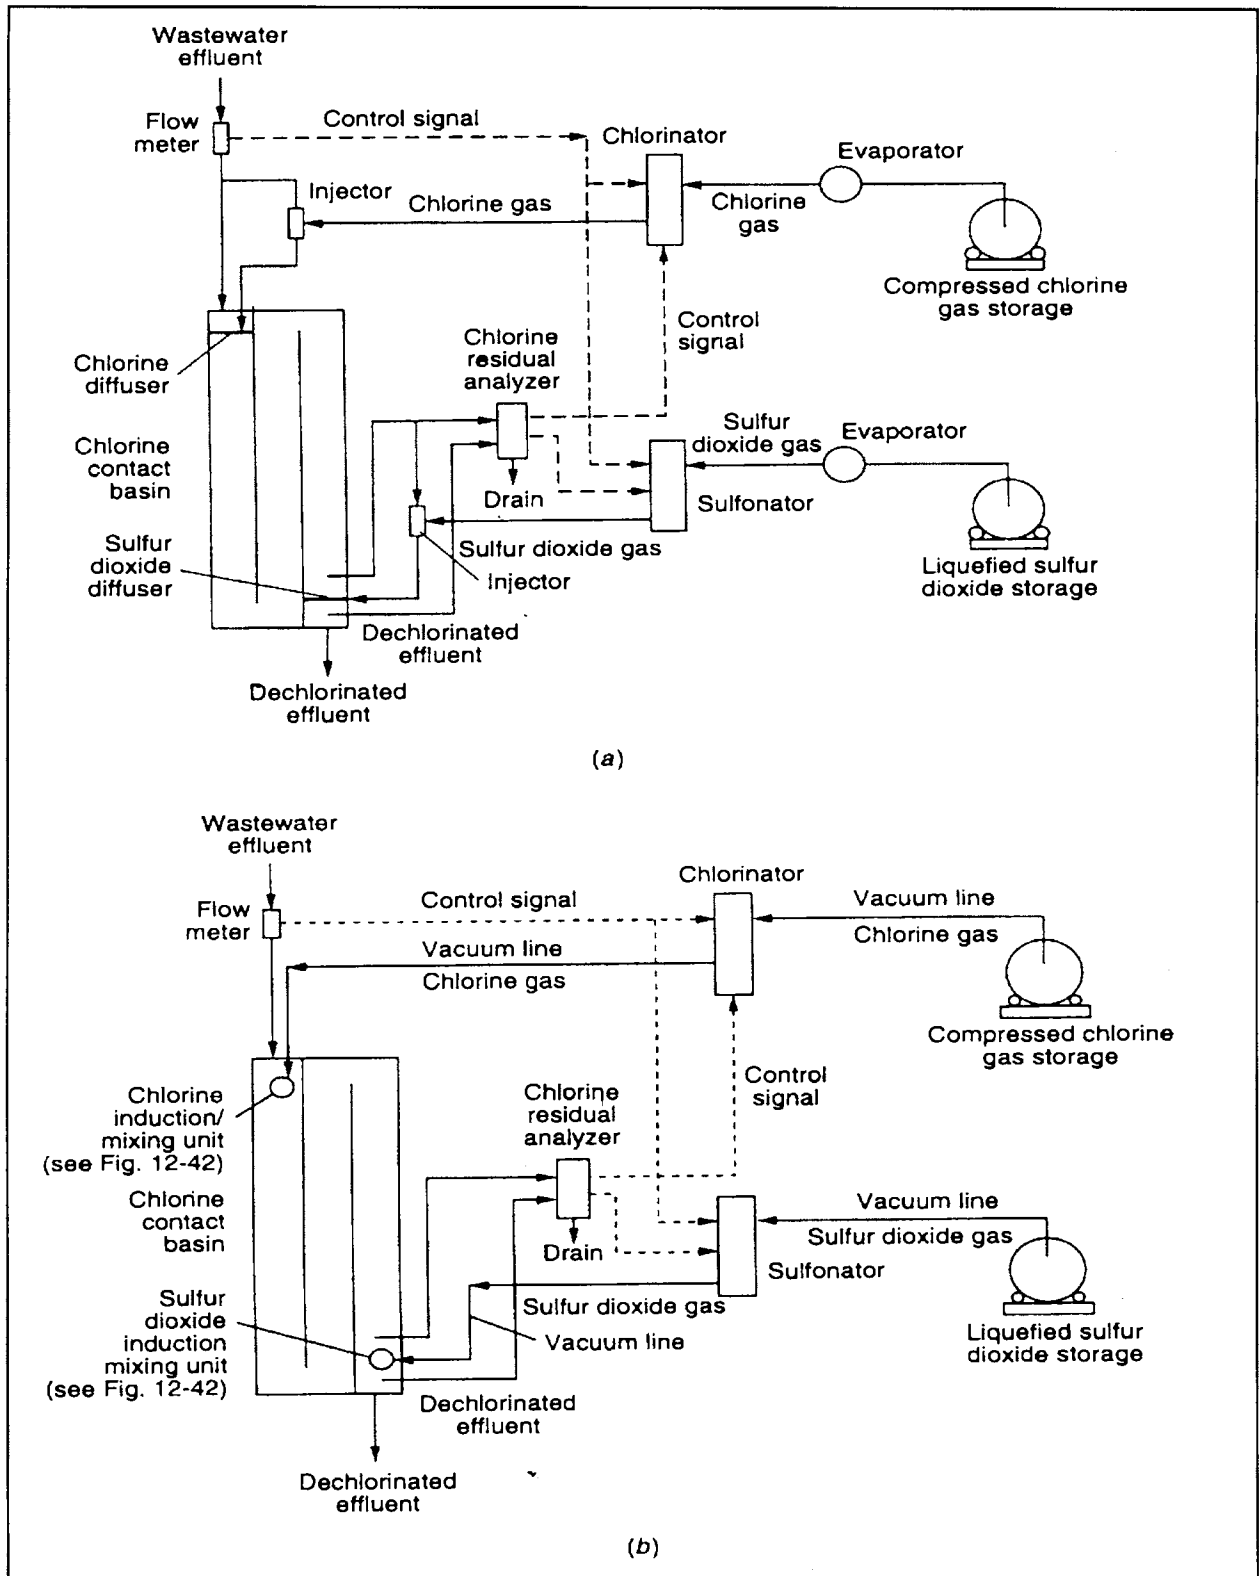 Wastewater
effluent
Flow
meter
Control signal
Chlorinator
Evaporator
Injector
Chlorine gas
Chlorine
gas
Compressed chlorine
gas storage
Chlorine
diffuser
Chlorine
residual
analyzer
Control
signal
Chlorine
contact
basin
Sulfur
dioxide gas
Evaporator
Drain
Sulfonator
Sulfur
dioxide
diffuser
Sulfur dioxide gas
Injector
Liquefied sulfur
dioxide storage
Dechlorinated
effluent
Dechlorinated
effluent
(a)
Wastewater
effluent
Flow
meter
Control signal
Chlorinator
Vacuum line
Chlorine gas
Vacuum line
Chlorine gas
Compressed chlorine
gas storage
Chlorine
induction/
mixing unit
(see Fig. 12-42)
Chlorine
residual
analyzer
Control
signal
Chlorine
contact
basin
Vacuum line
Sulfur dioxide gas
Drain
Sulfonator
Sulfur
dioxide
induction
mixing unit
(see Fig. 12-42)
Sulfur dioxide gas
Vacuum line
Liquefied sulfur
dioxide storage
Dechlorinated
effluent
Dechlorinated
effluent
(b)